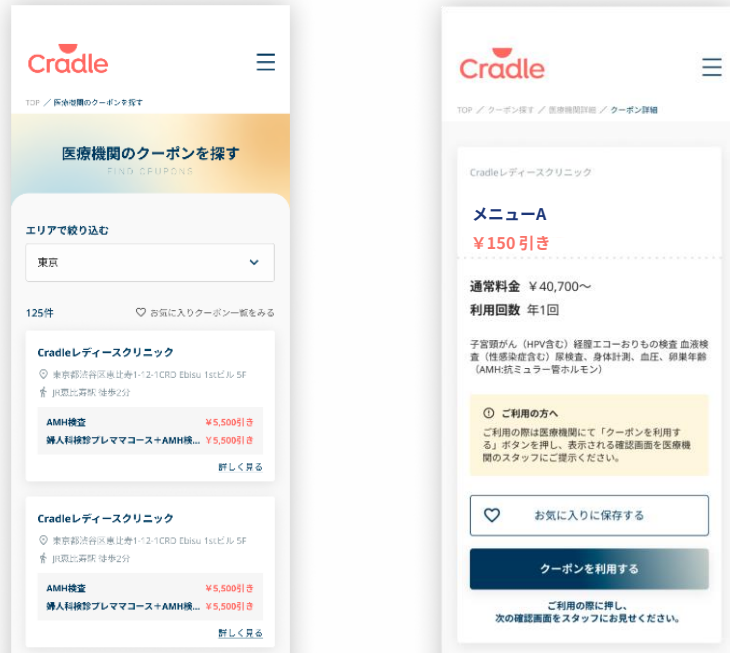 Cradle
TOP ／ 医療機関のクーポンを探す
医療機関のクーポンを探す
FIND COUPONS
エリアで絞り込む
東京
125件
お気に入りクーポン一覧をみる
Cradleレディースクリニック
東京都渋谷区恵比寿1-12-1CRD Ebisu 1stビル 5F
JR恵比寿駅 徒歩2分
AMH検査 ¥5,500引き
婦人科検診プレママコース＋AMH検... ¥5,500引き
詳しく見る
Cradleレディースクリニック
東京都渋谷区恵比寿1-12-1CRD Ebisu 1stビル 5F
JR恵比寿駅 徒歩2分
AMH検査 ¥5,500引き
婦人科検診プレママコース＋AMH検... ¥5,500引き
詳しく見る
Cradle
TOP ／ クーポン探す ／ 医療機関詳細 ／ クーポン詳細
Cradleレディースクリニック
メニューA
￥150 引き
通常料金 ￥40,700〜
利用回数 年1回
子宮頸がん（HPV含む）経膣エコーおりもの検査 血液検
査（性感染症含む）尿検査、身体計測、血圧、卵巣年齢
（AMH:抗ミュラー管ホルモン）
ご利用の方へ
ご利用の際は医療機関にて「クーポンを利用す
る」ボタンを押し、表示される確認画面を医療機
関のスタッフにご提示ください。
お気に入りに保存する
クーポンを利用する
ご利用の際に押し、
次の確認画面をスタッフにお見せください。